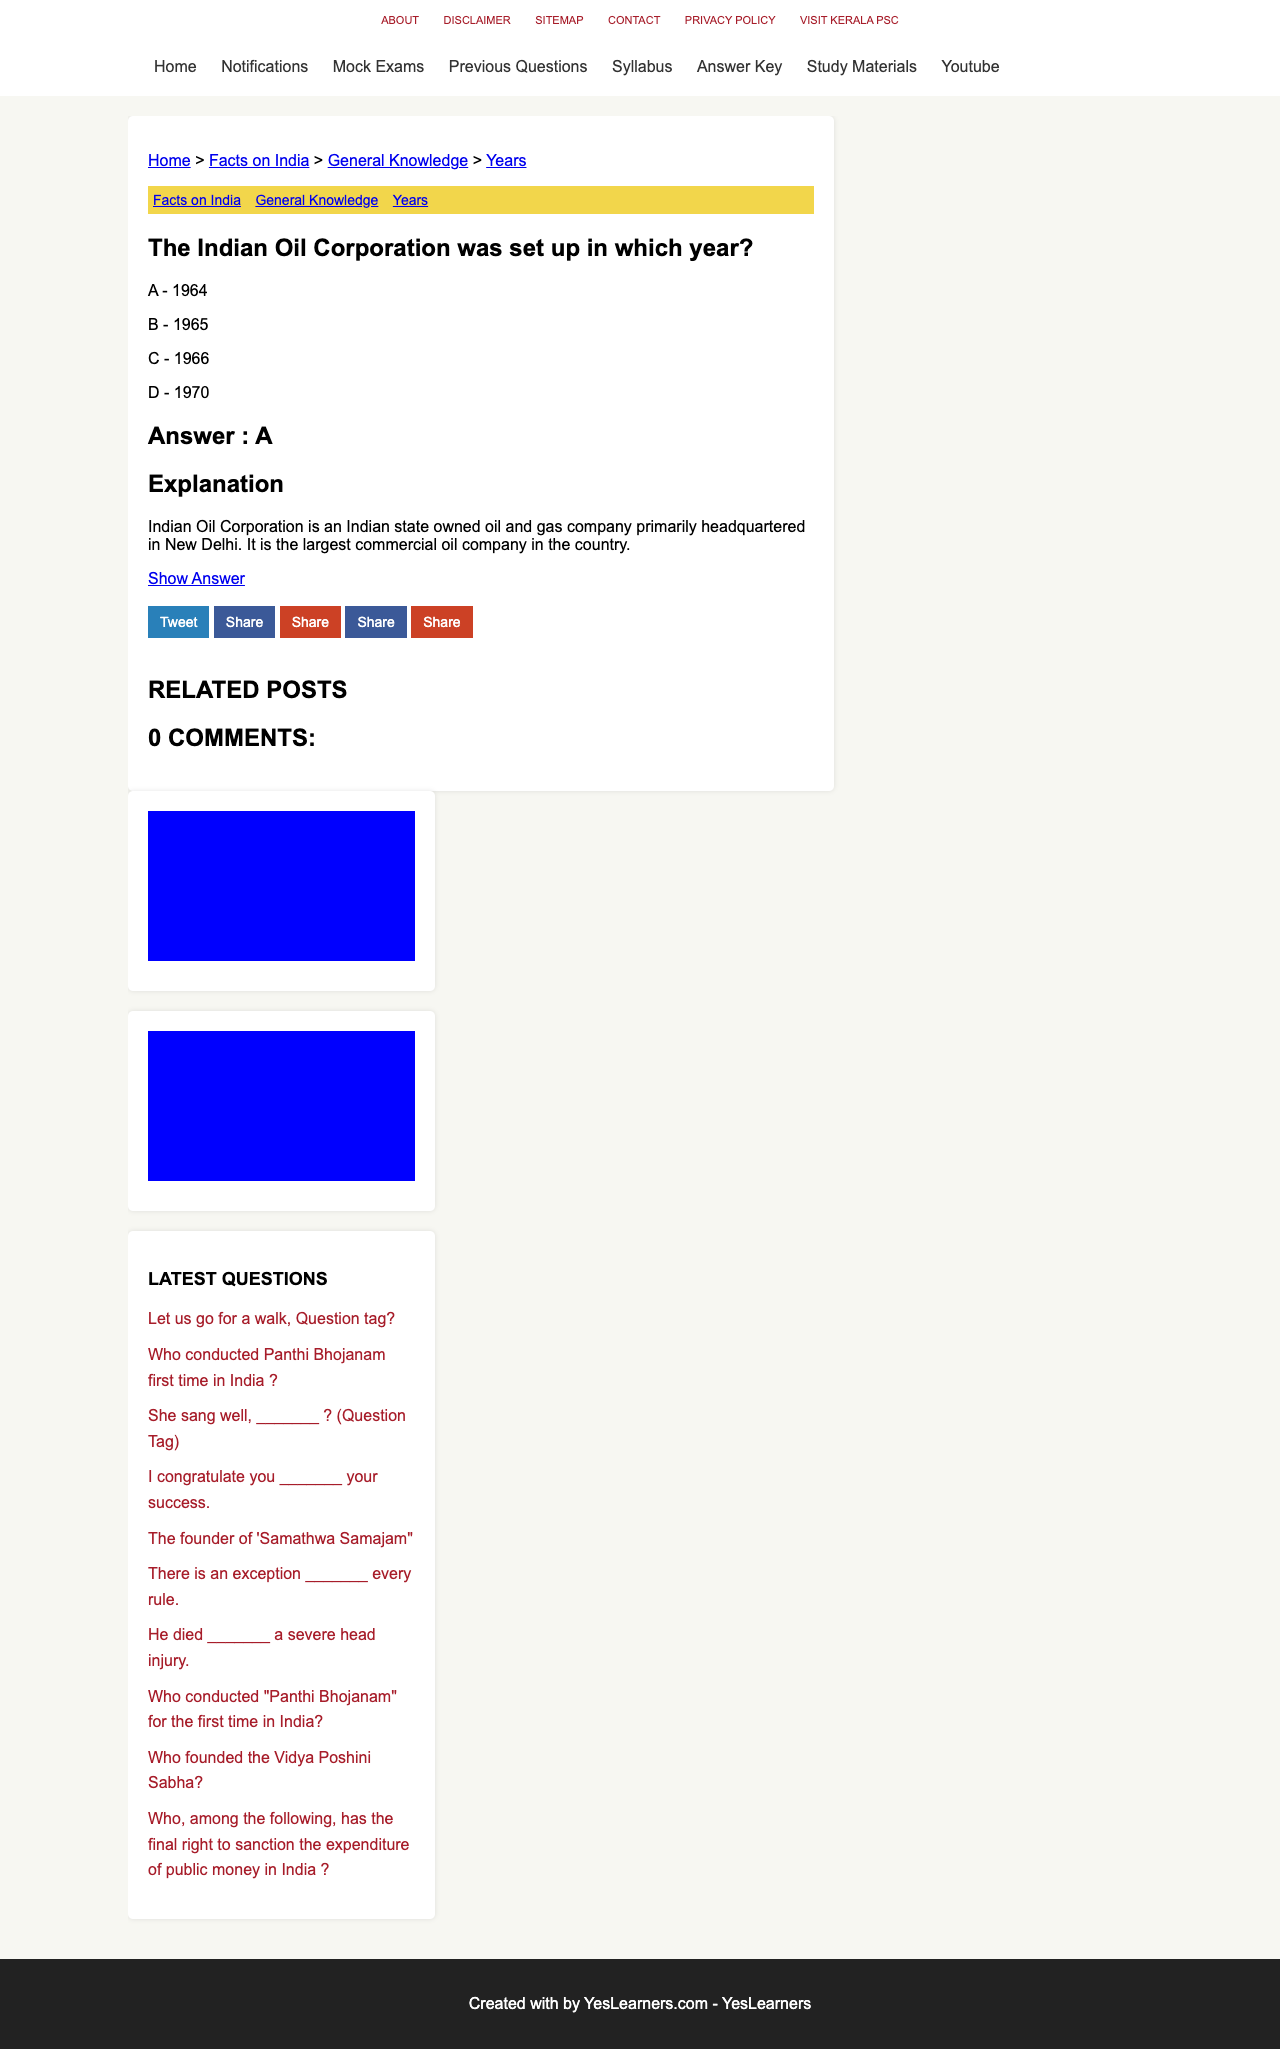 ABOUT DISCLAIMER SITEMAP CONTACT PRIVACY POLICY VISIT KERALA PSC
Home Notifications Mock Exams Previous Questions Syllabus Answer Key Study Materials Youtube
Home > Facts on India > General Knowledge > Years
Facts on India General Knowledge Years
The Indian Oil Corporation was set up in which year?
A - 1964
B - 1965
C - 1966
D - 1970
Answer : A
Explanation
Indian Oil Corporation is an Indian state owned oil and gas company primarily headquartered
in New Delhi. It is the largest commercial oil company in the country.
Show Answer
Tweet Share Share Share Share
RELATED POSTS
0 COMMENTS:
LATEST QUESTIONS
Let us go for a walk, Question tag?
Who conducted Panthi Bhojanam
first time in India ?
She sang well, _______ ? (Question
Tag)
I congratulate you _______ your
success.
The founder of 'Samathwa Samajam"
There is an exception _______ every
rule.
He died _______ a severe head
injury.
Who conducted "Panthi Bhojanam"
for the first time in India?
Who founded the Vidya Poshini
Sabha?
Who, among the following, has the
final right to sanction the expenditure
of public money in India ?
Created with by YesLearners.com - YesLearners